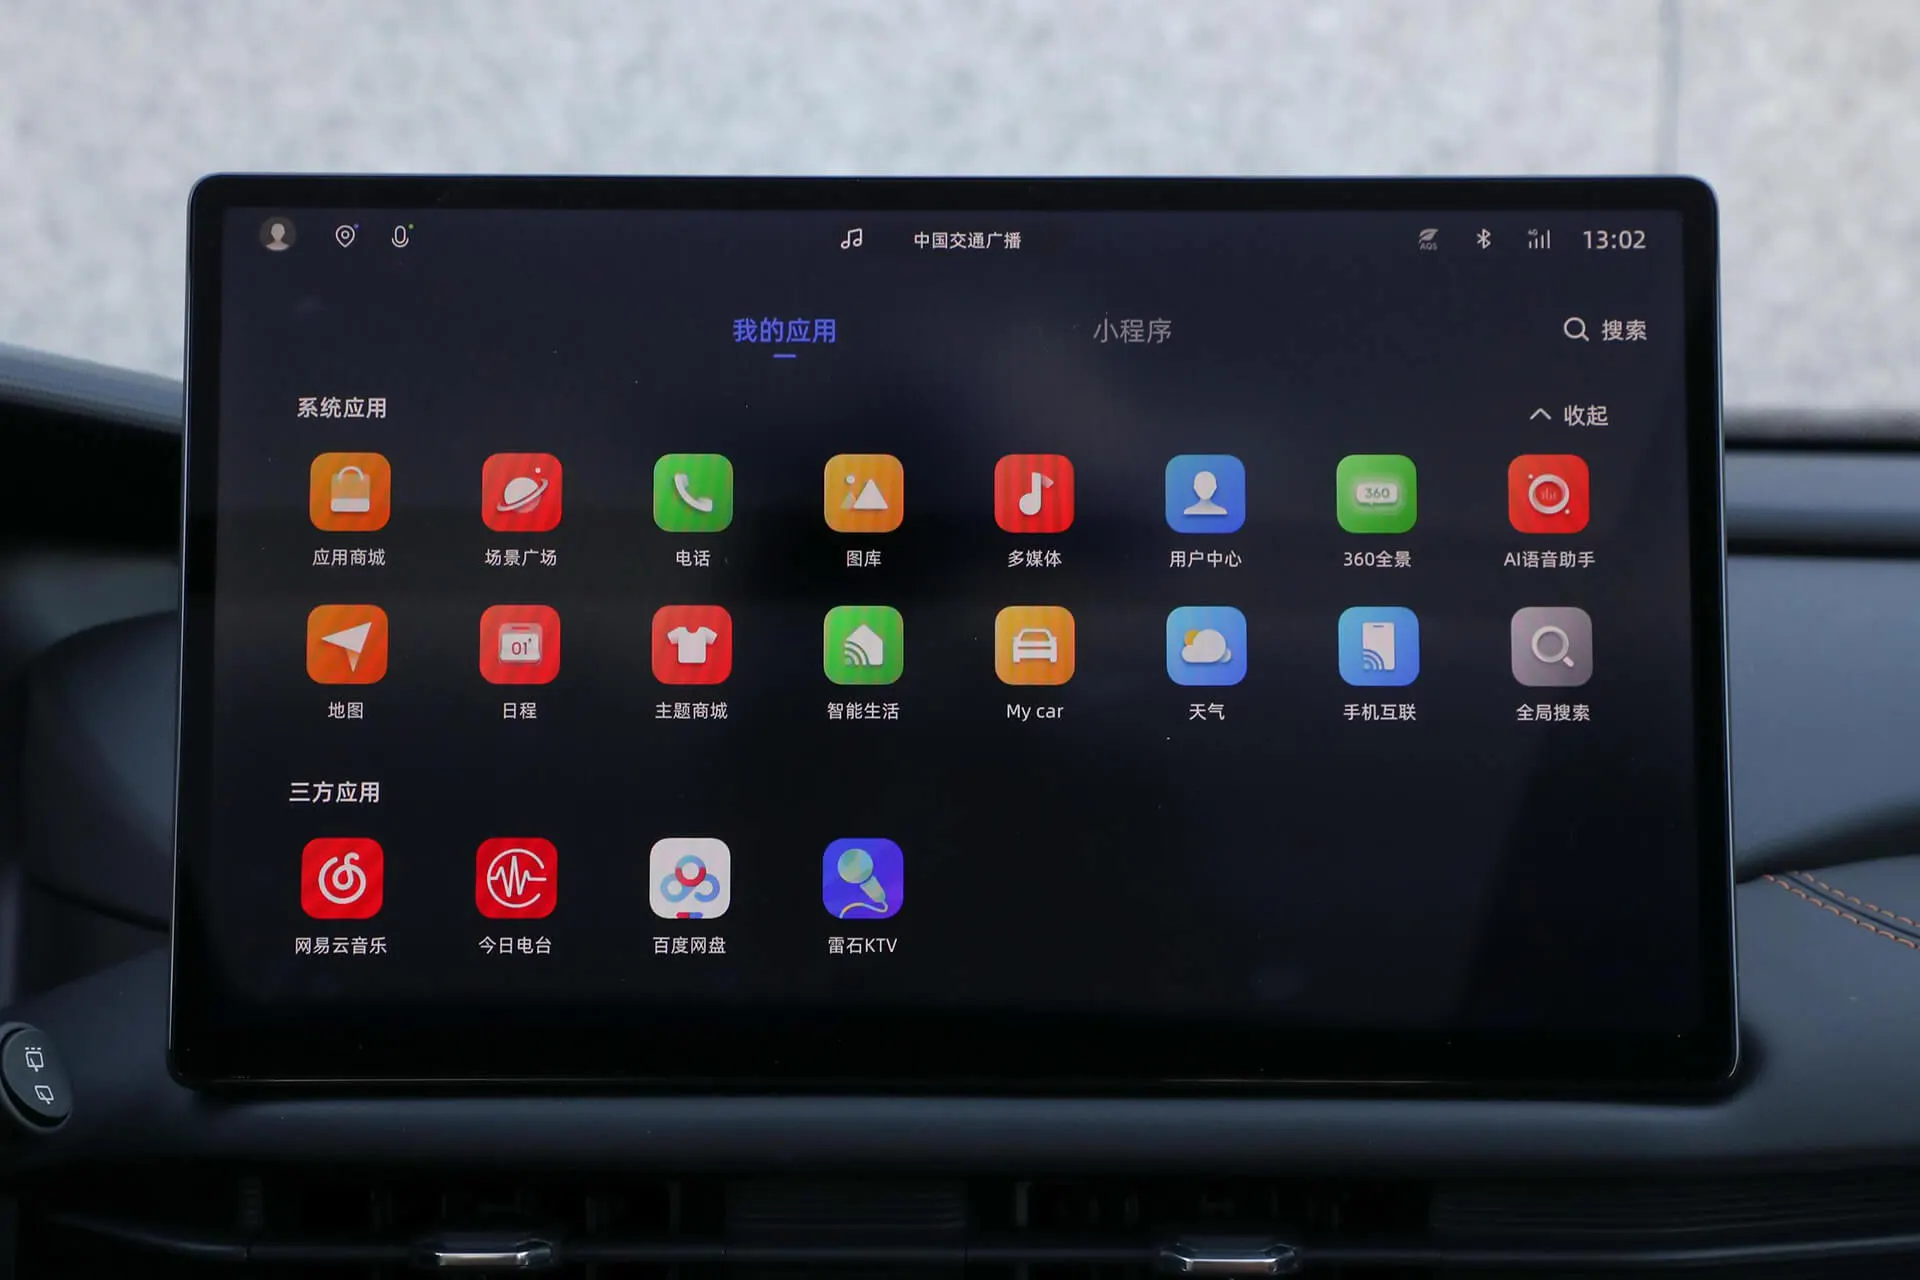 中国交通广播
AQS
4G
13:02
我的应用
小程序
搜索
系统应用
收起
360
应用商城
场景广场
电话
图库
多媒体
用户中心
360全景
AI语音助手
01
地图
日程
主题商城
智能生活
My car
天气
手机互联
全局搜索
三方应用
网易云音乐
今日电台
百度网盘
雷石KTV